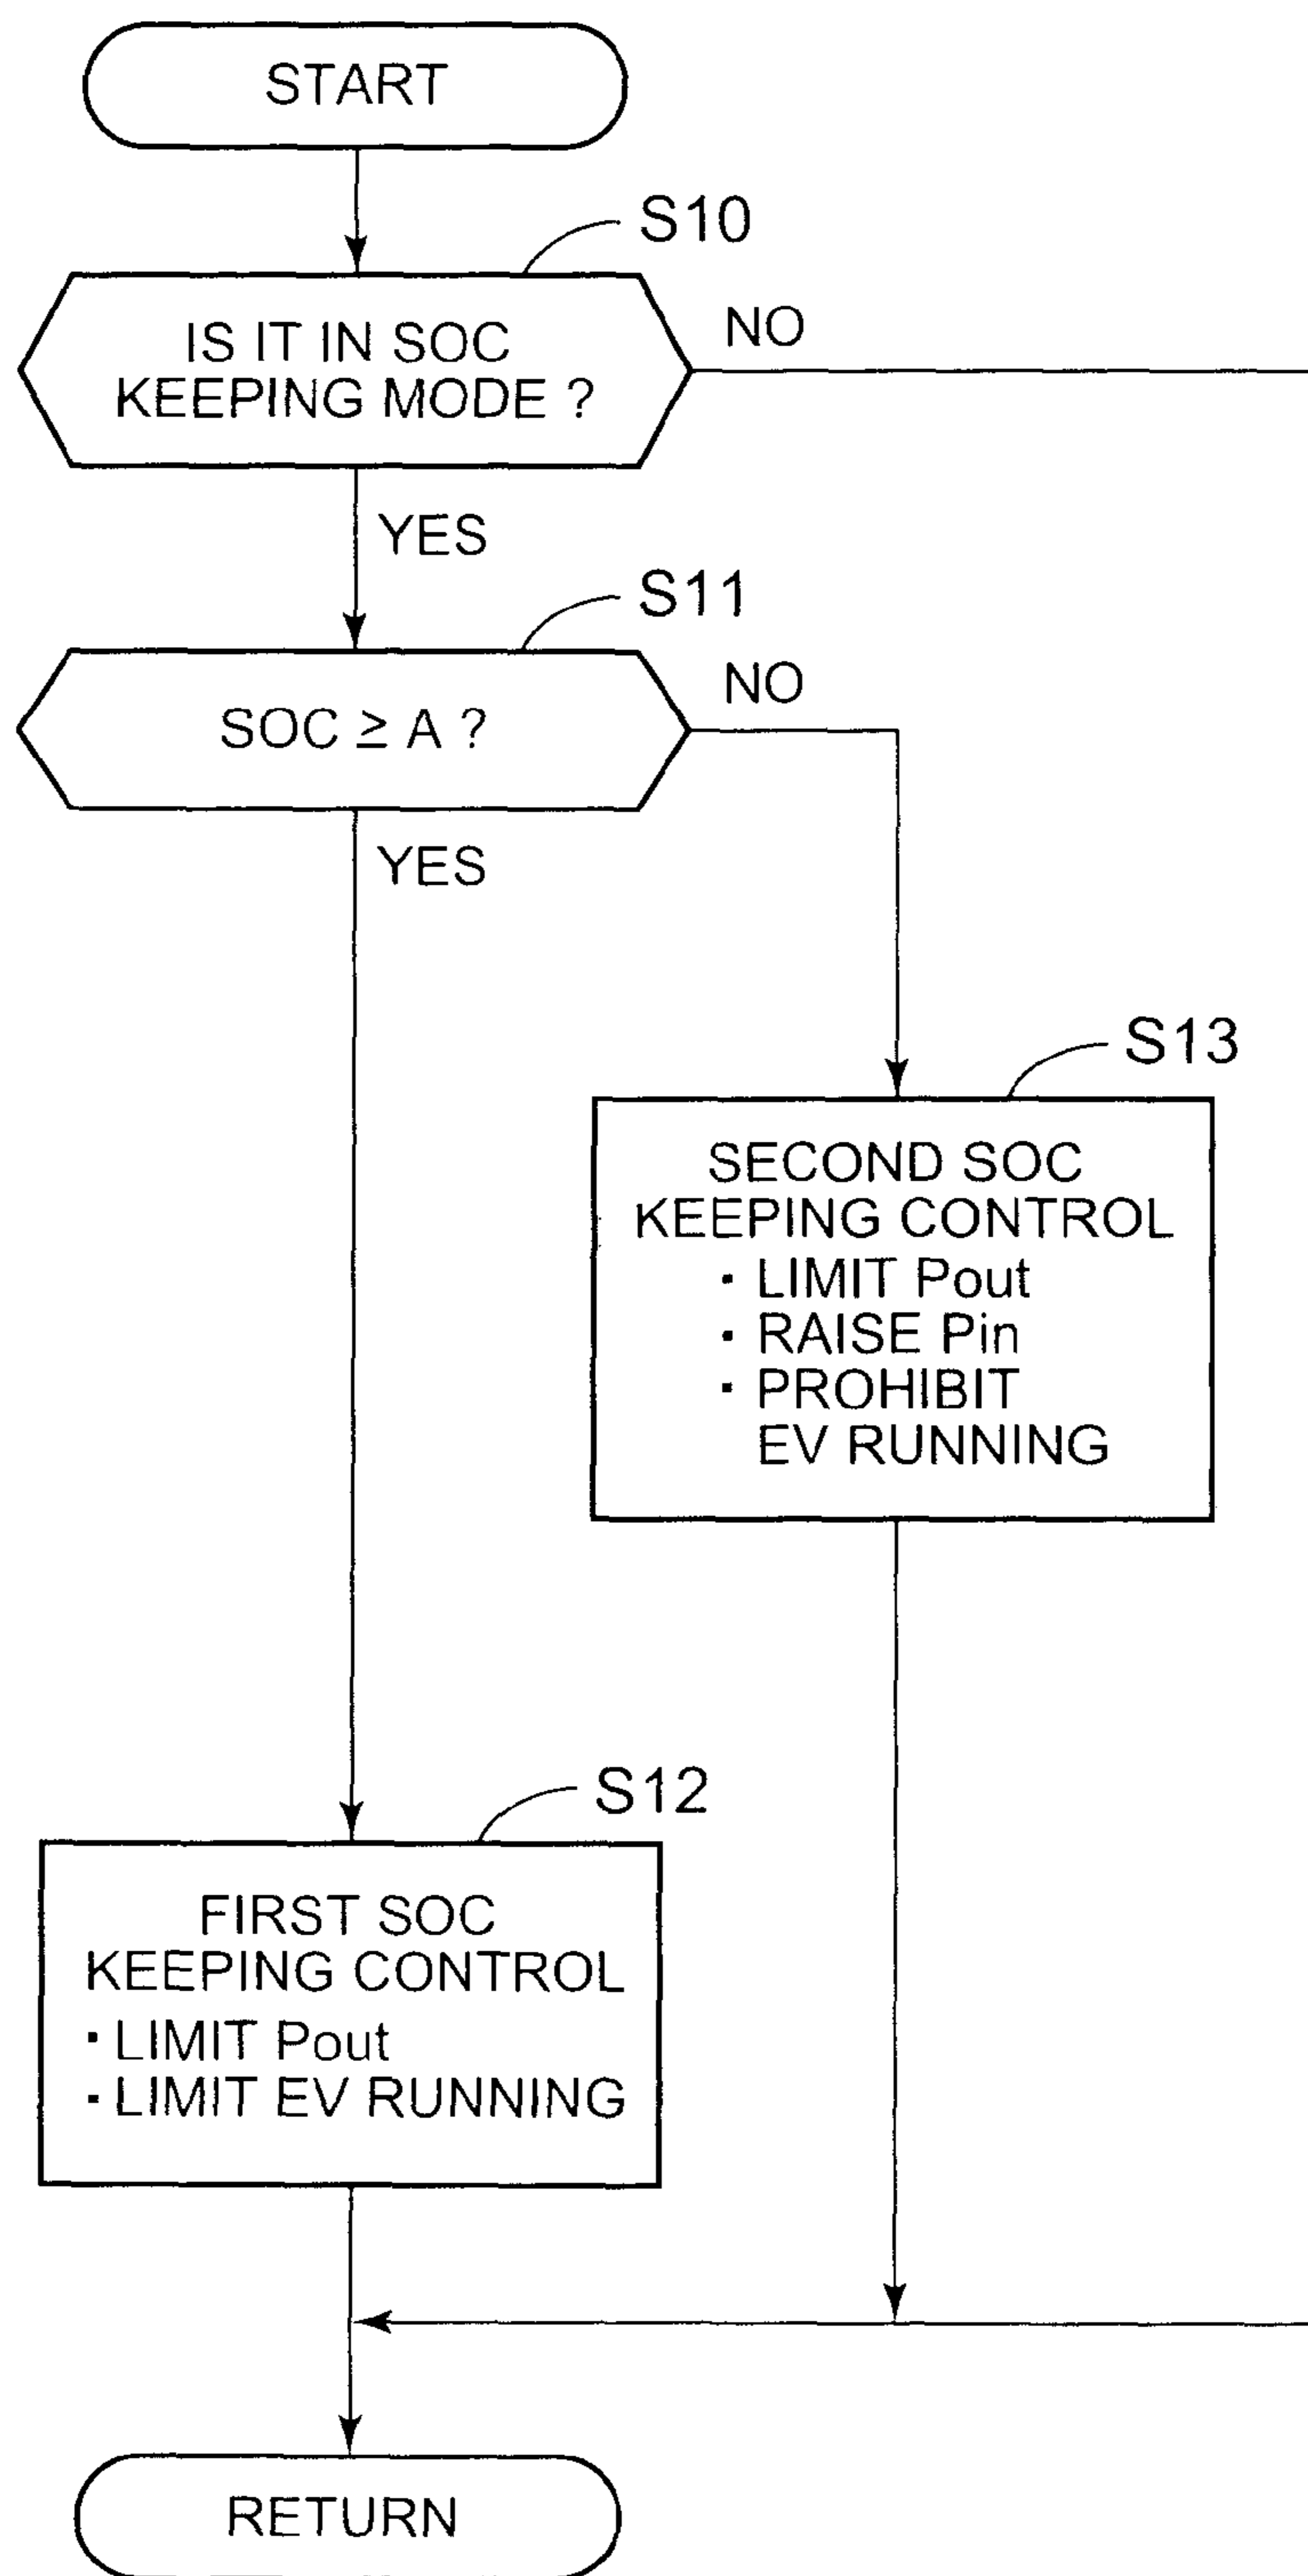 START
S10
IS IT IN SOC
KEEPING MODE ?
NO
YES
S11
SOC ≥ A ?
NO
YES
S13
SECOND SOC
KEEPING CONTROL
· LIMIT Pout
· RAISE Pin
· PROHIBIT
EV RUNNING
S12
FIRST SOC
KEEPING CONTROL
· LIMIT Pout
· LIMIT EV RUNNING
RETURN